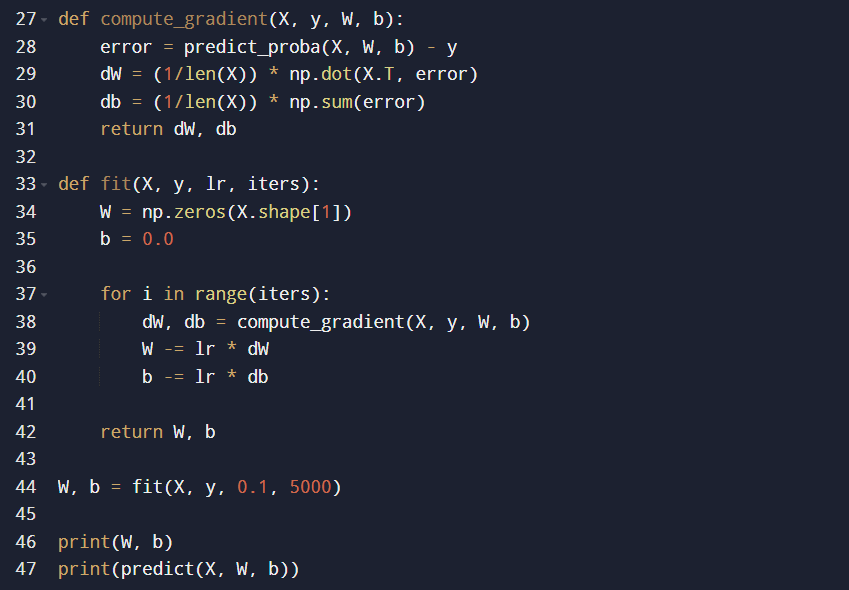 27 def compute_gradient(X, y, W, b):
28     error = predict_proba(X, W, b) - y
29     dW = (1/len(X)) * np.dot(X.T, error)
30     db = (1/len(X)) * np.sum(error)
31     return dW, db
32
33 def fit(X, y, lr, iters):
34     W = np.zeros(X.shape[1])
35     b = 0.0
36
37     for i in range(iters):
38         dW, db = compute_gradient(X, y, W, b)
39         W -= lr * dW
40         b -= lr * db
41
42     return W, b
43
44 W, b = fit(X, y, 0.1, 5000)
45
46 print(W, b)
47 print(predict(X, W, b))